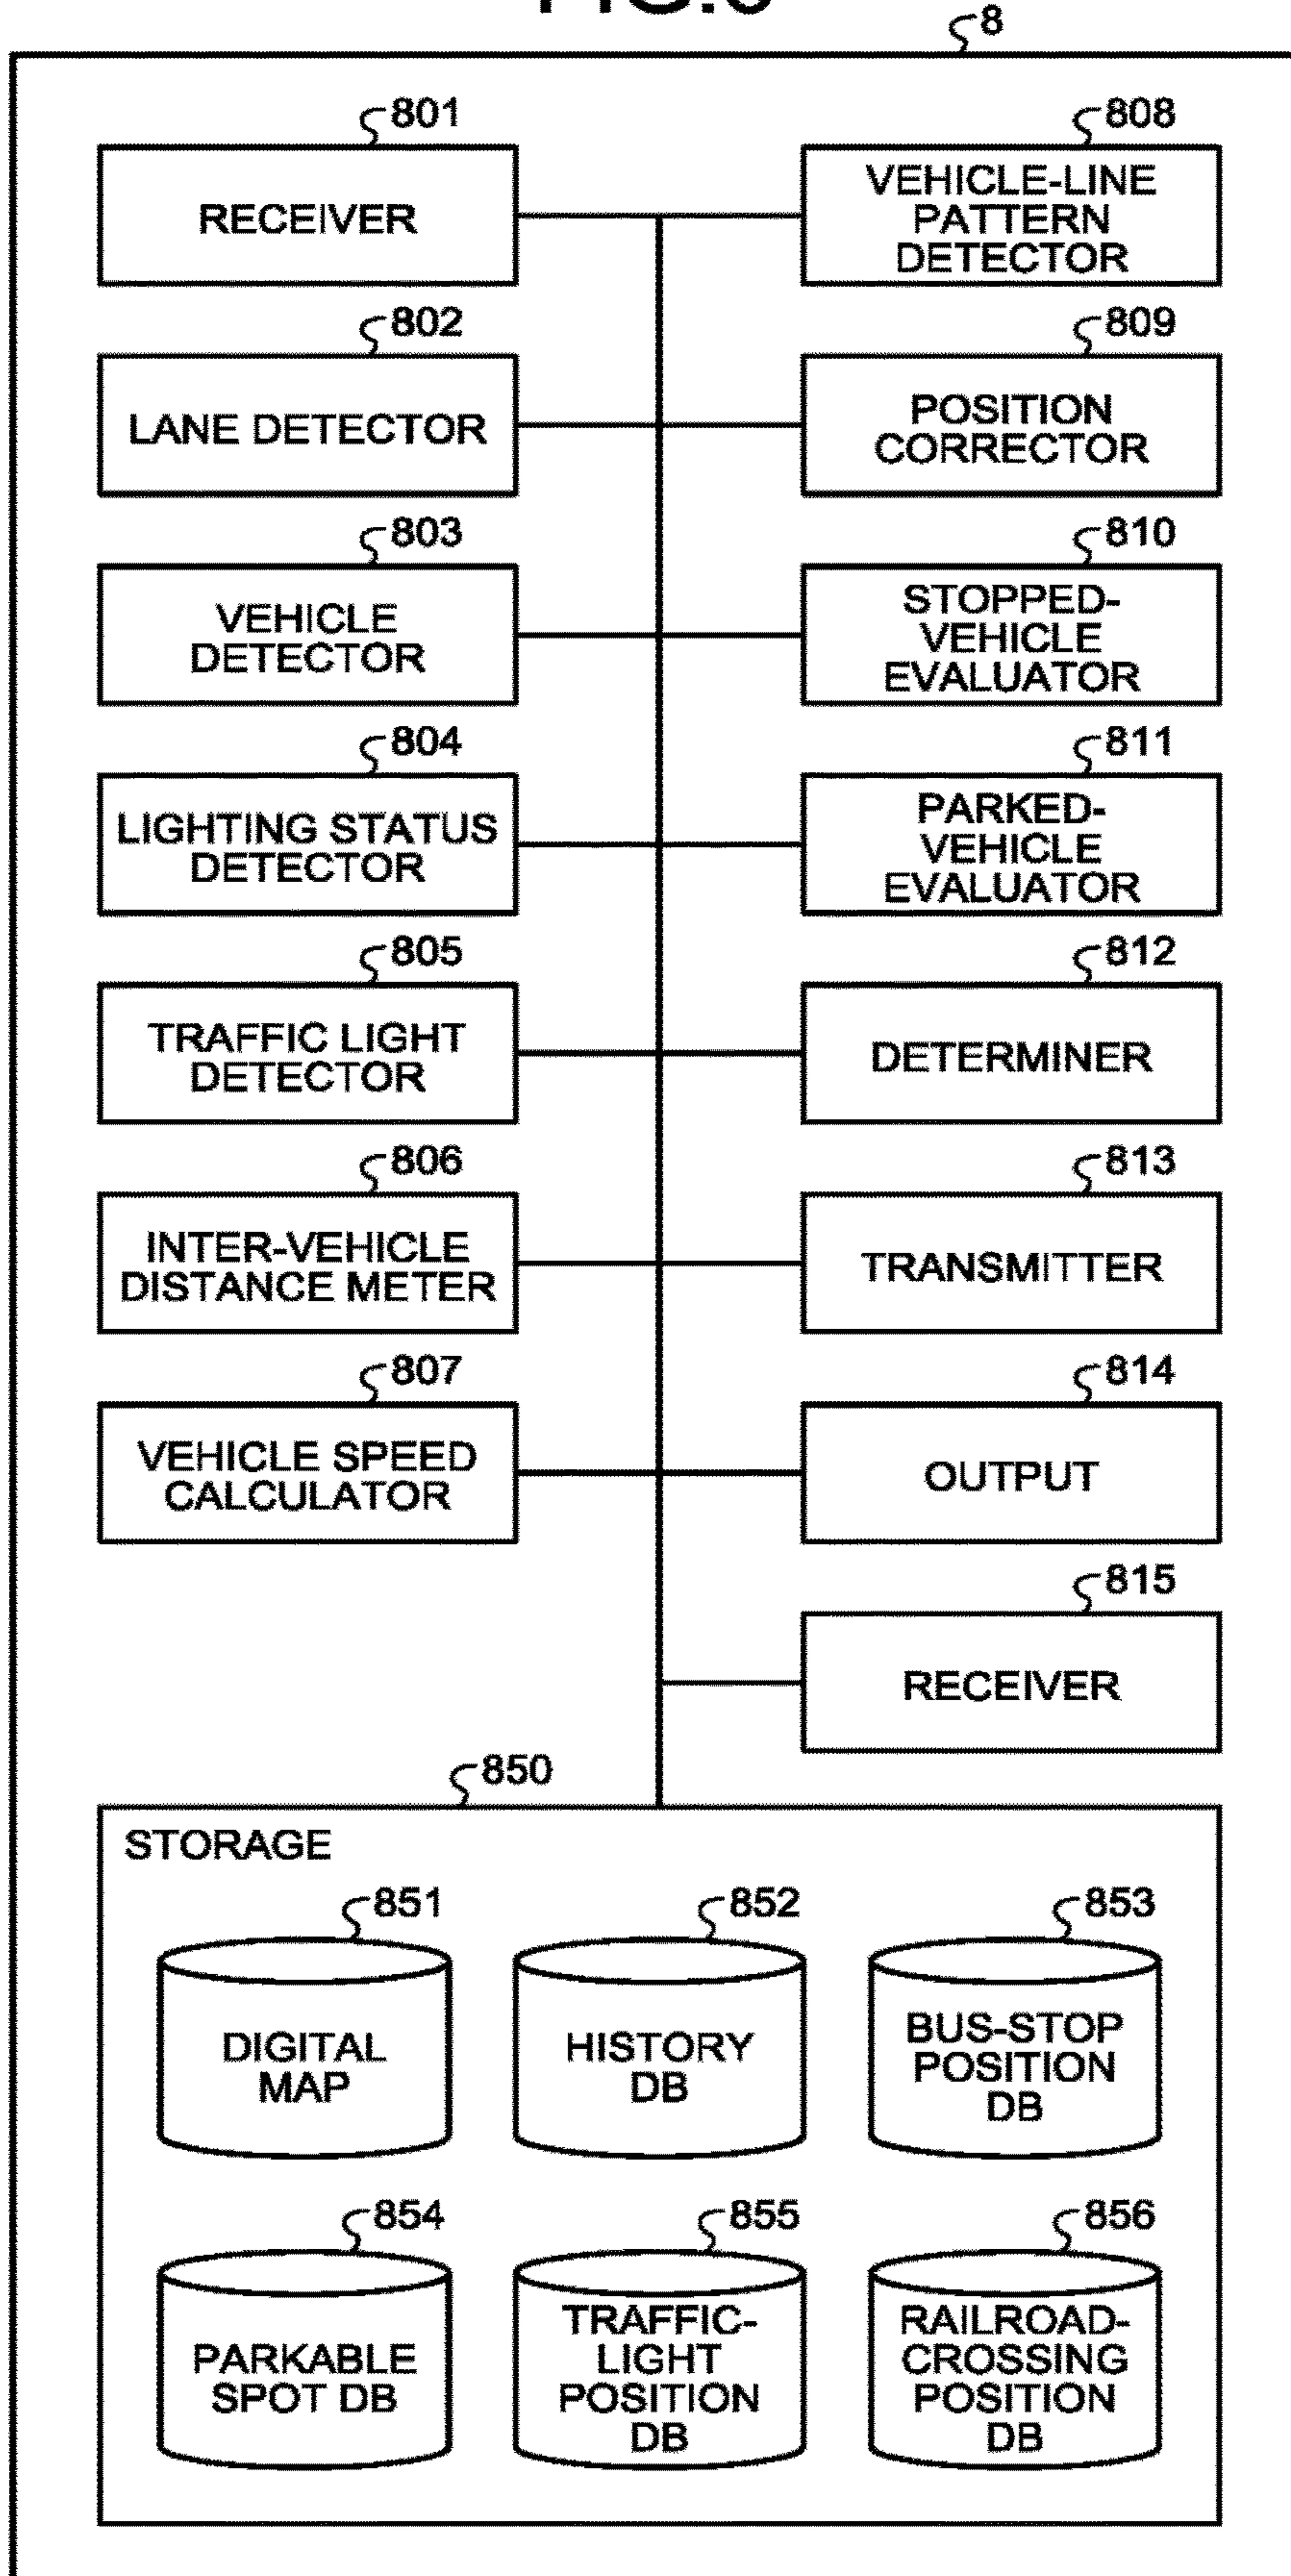 8
801
RECEIVER
808
VEHICLE-LINE
PATTERN
DETECTOR
802
LANE DETECTOR
809
POSITION
CORRECTOR
803
VEHICLE
DETECTOR
810
STOPPED-
VEHICLE
EVALUATOR
804
LIGHTING STATUS
DETECTOR
811
PARKED-
VEHICLE
EVALUATOR
805
TRAFFIC LIGHT
DETECTOR
812
DETERMINER
806
INTER-VEHICLE
DISTANCE METER
813
TRANSMITTER
807
VEHICLE SPEED
CALCULATOR
814
OUTPUT
815
RECEIVER
850
STORAGE
851
DIGITAL
MAP
852
HISTORY
DB
853
BUS-STOP
POSITION
DB
854
PARKABLE
SPOT DB
855
TRAFFIC-
LIGHT
POSITION
DB
856
RAILROAD-
CROSSING
POSITION
DB